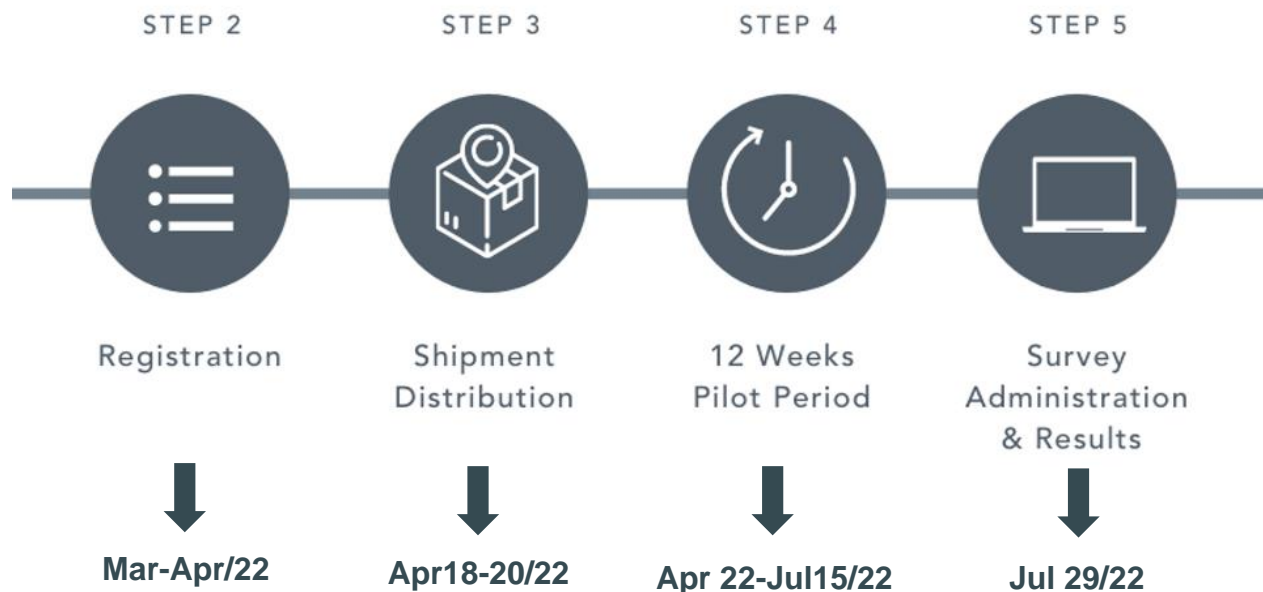 STEP 2
STEP 3
STEP 4
STEP 5
Registration
Shipment
Distribution
12 Weeks
Pilot Period
Survey
Administration
& Results
Mar-Apr/22
Apr18-20/22
Apr 22-Jul15/22
Jul 29/22